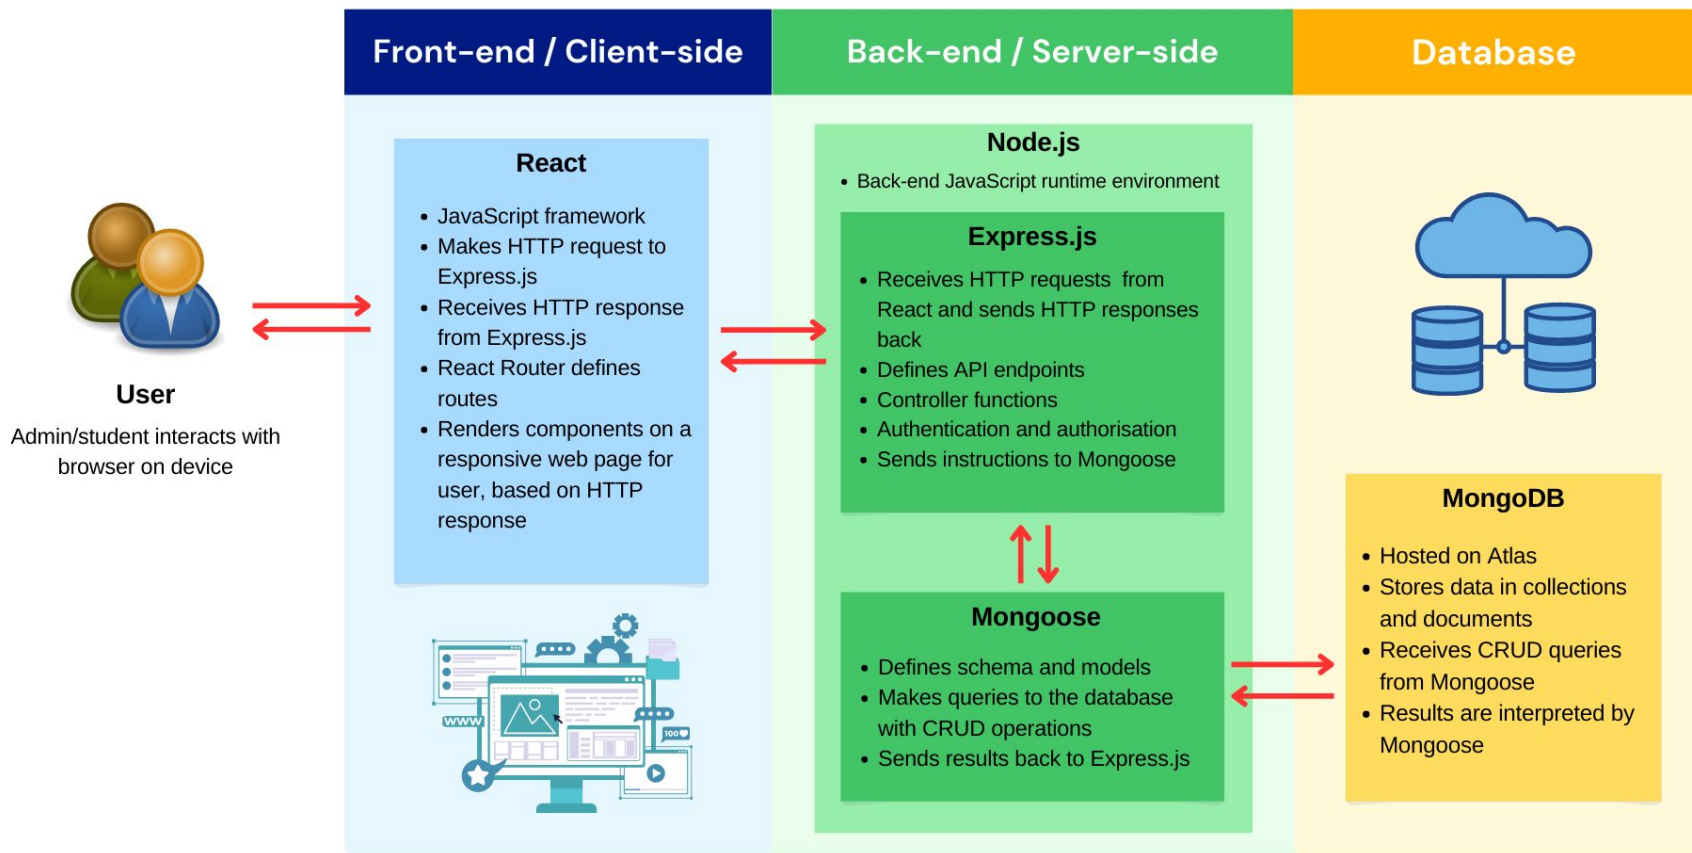 Front-end / Client-side
Back-end / Server-side
Database
User
Admin/student interacts with
browser on device
React
• JavaScript framework
• Makes HTTP request to
Express.js
• Receives HTTP response
from Express.js
• React Router defines
routes
• Renders components on a
responsive web page for
user, based on HTTP
response
WWW
100
Node.js
• Back-end JavaScript runtime environment
Express.js
• Receives HTTP requests from
React and sends HTTP responses
back
• Defines API endpoints
• Controller functions
• Authentication and authorisation
• Sends instructions to Mongoose
Mongoose
• Defines schema and models
• Makes queries to the database
with CRUD operations
• Sends results back to Express.js
MongoDB
• Hosted on Atlas
• Stores data in collections
and documents
• Receives CRUD queries
from Mongoose
• Results are interpreted by
Mongoose